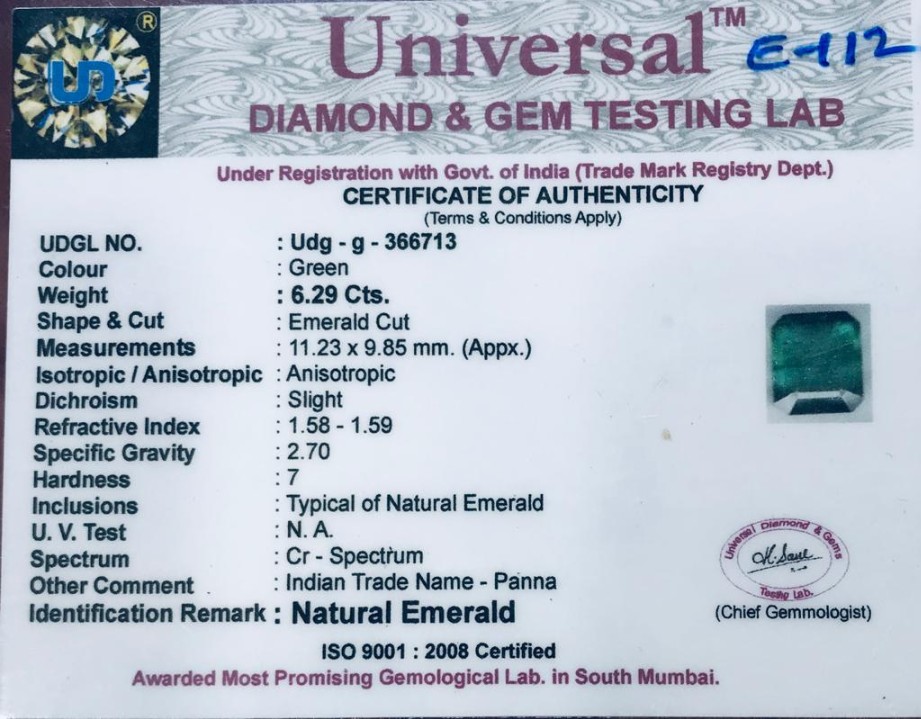 Universal™
E-112
UD ®
DIAMOND & GEM TESTING LAB
Under Registration with Govt. of India (Trade Mark Registry Dept.)
CERTIFICATE OF AUTHENTICITY
(Terms & Conditions Apply)
UDGL NO. : Udg - g - 366713
Colour : Green
Weight : 6.29 Cts.
Shape & Cut : Emerald Cut
Measurements : 11.23 x 9.85 mm. (Appx.)
Isotropic / Anisotropic : Anisotropic
Dichroism : Slight
Refractive Index : 1.58 - 1.59
Specific Gravity : 2.70
Hardness : 7
Inclusions : Typical of Natural Emerald
U. V. Test : N. A.
Spectrum : Cr - Spectrum
Other Comment : Indian Trade Name - Panna
Identification Remark : Natural Emerald
Universal Diamond & Gems
Testing Lab.
(Chief Gemmologist)
ISO 9001 : 2008 Certified
Awarded Most Promising Gemological Lab. in South Mumbai.